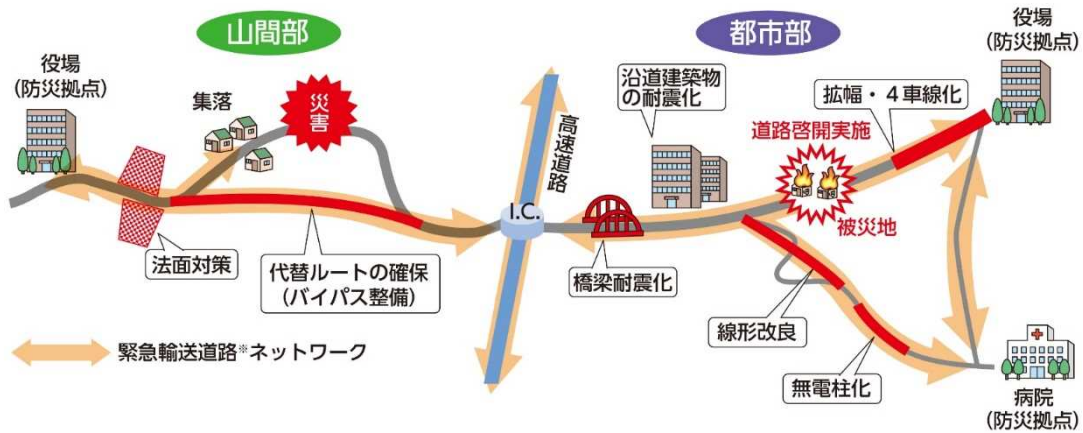 山間部
都市部
役場
(防災拠点)
集落
災害
高速道路
沿道建築物
の耐震化
道路啓開実施
拡幅・4車線化
役場
(防災拠点)
被災地
I.C.
法面対策
代替ルートの確保
(バイパス整備)
橋梁耐震化
線形改良
無電柱化
緊急輸送道路※ネットワーク
病院
(防災拠点)